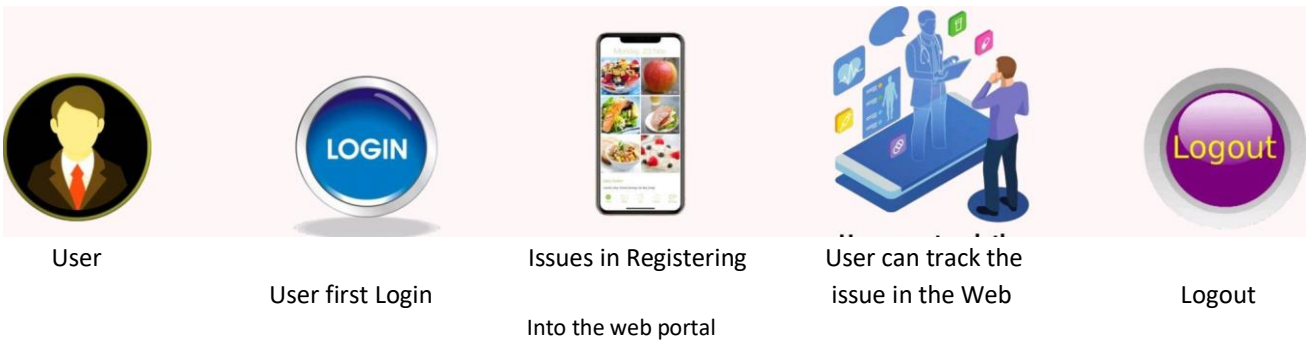 LOGIN
Logout
User
Issues in Registering
User can track the
User first Login
issue in the Web
Logout
Into the web portal